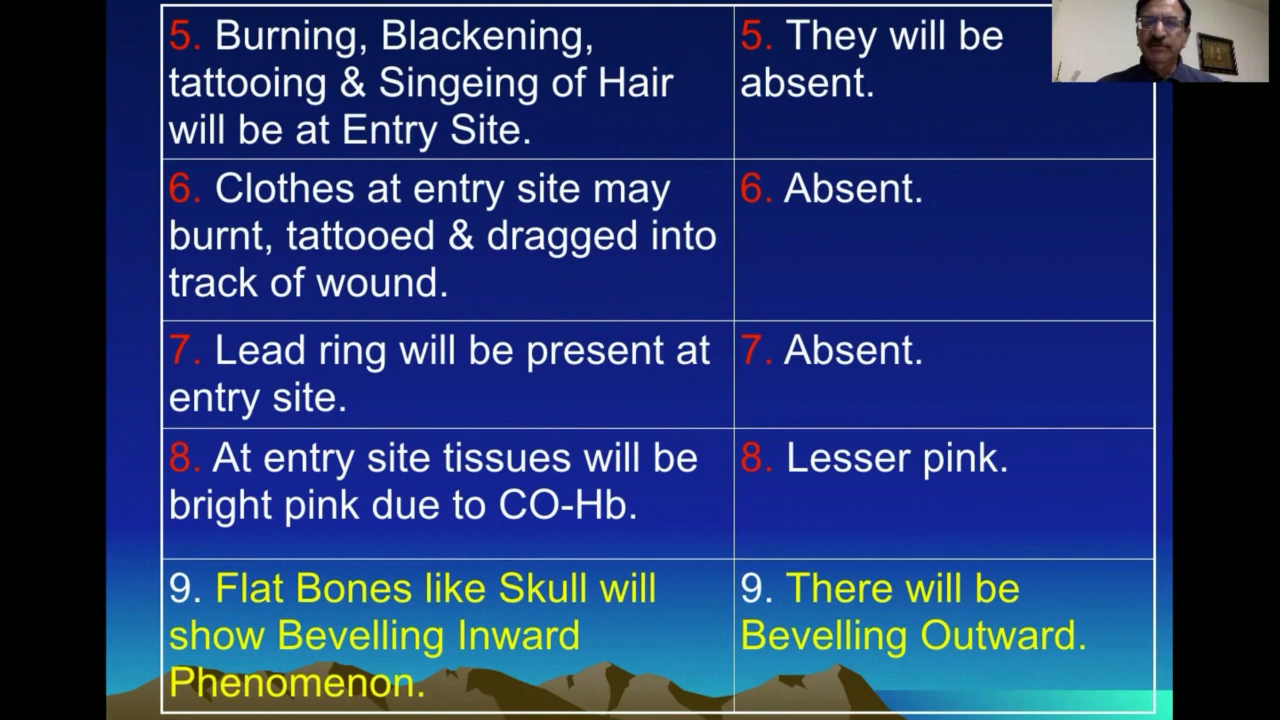 5. Burning, Blackening,
tattooing & Singeing of Hair
will be at Entry Site.
5. They will be
absent.
6. Clothes at entry site may
burnt, tattooed & dragged into
track of wound.
6. Absent.
7. Lead ring will be present at
entry site.
7. Absent.
8. At entry site tissues will be
bright pink due to CO-Hb.
8. Lesser pink.
9. Flat Bones like Skull will
show Bevelling Inward
Phenomenon.
9. There will be
Bevelling Outward.